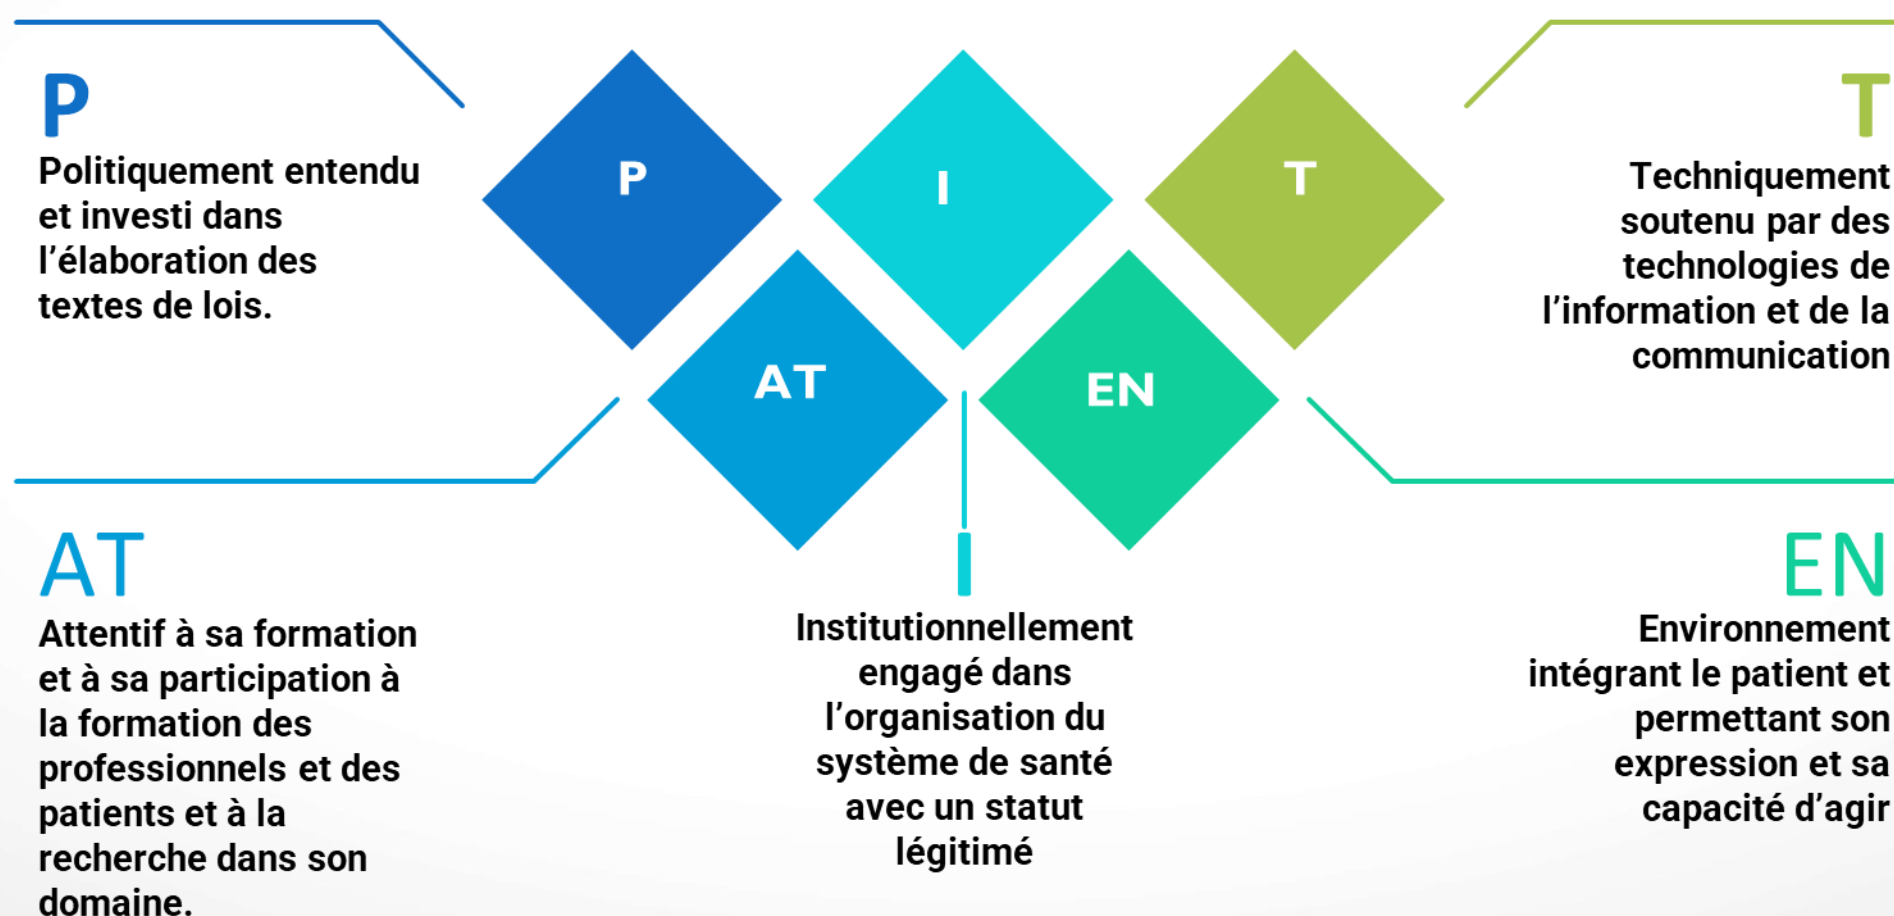 P
Politiquement entendu
et investi dans
l’élaboration des
textes de lois.
P
I
T
AT
EN
T
Techniquement
soutenu par des
technologies de
l’information et de la
communication
AT
Attentif à sa formation
et à sa participation à
la formation des
professionnels et des
patients et à la
recherche dans son
domaine.
I
Institutionnellement
engagé dans
l’organisation du
système de santé
avec un statut
légitimé
EN
Environnement
intégrant le patient et
permettant son
expression et sa
capacité d’agir